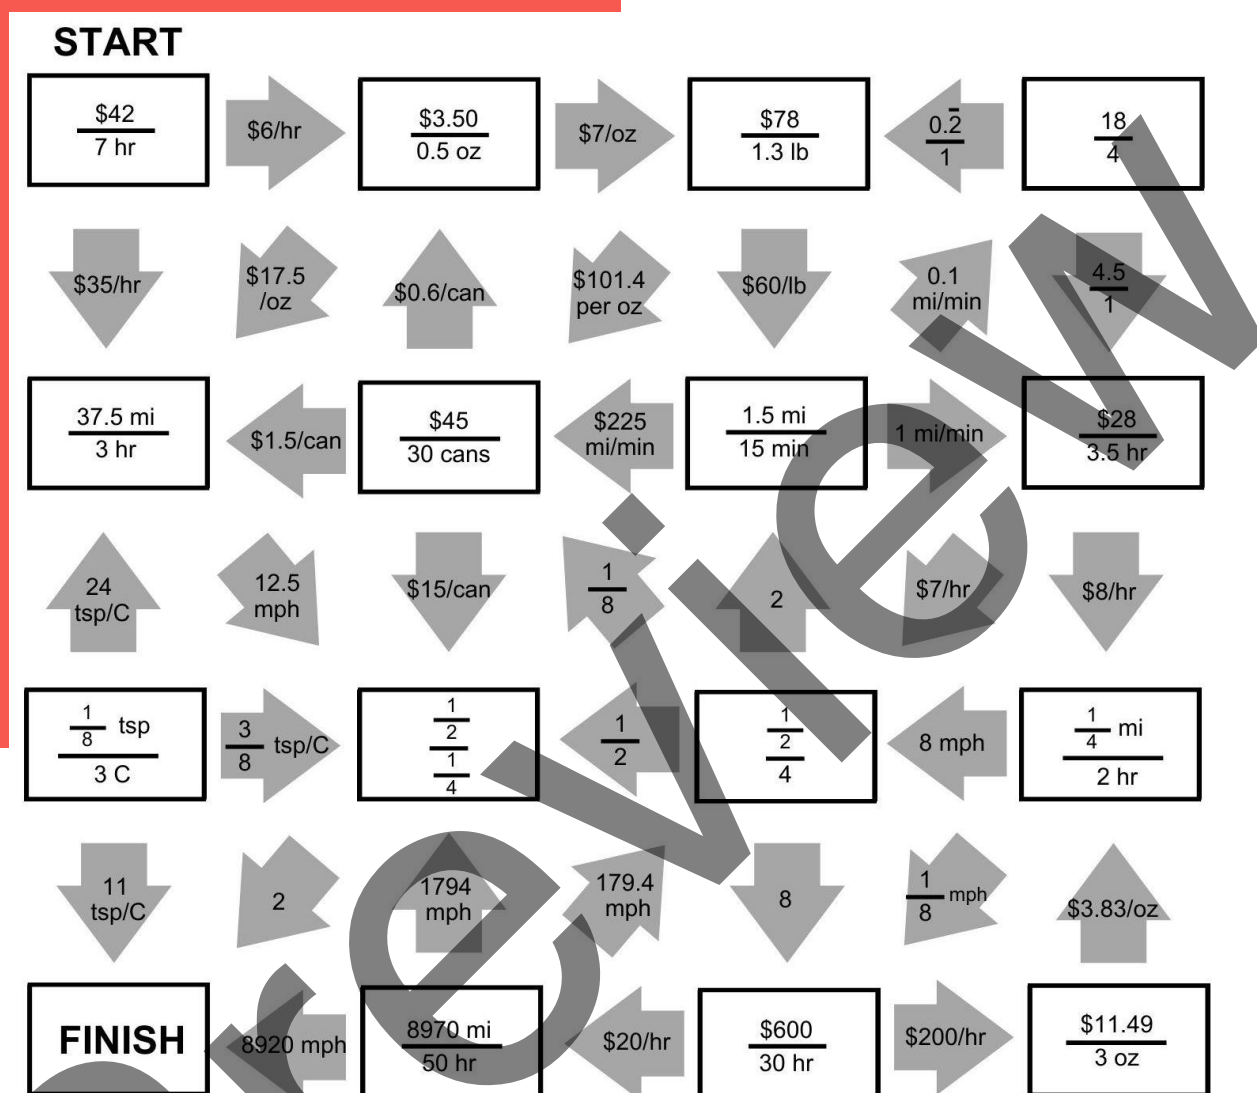 START
$42
7 hr
$6/hr
$3.50
0.5 oz
$7/oz
$78
1.3 lb
0.2̅
1
18
4
$35/hr
$17.5
/oz
$0.6/can
$101.4
per oz
$60/lb
0.1
mi/min
4.5
1
37.5 mi
3 hr
$1.5/can
$45
30 cans
$225
mi/min
1.5 mi
15 min
1 mi/min
$28
3.5 hr
24
tsp/C
12.5
mph
$15/can
1
8
2
$7/hr
$8/hr
1
8 tsp
3 C
3
8 tsp/C
1
2
1
4
1
2
1
2
4
8 mph
1
4 mi
2 hr
11
tsp/C
2
1794
mph
179.4
mph
8
1
8 mph
$3.83/oz
FINISH
8920 mph
8970 mi
50 hr
$20/hr
$600
30 hr
$200/hr
$11.49
3 oz
review